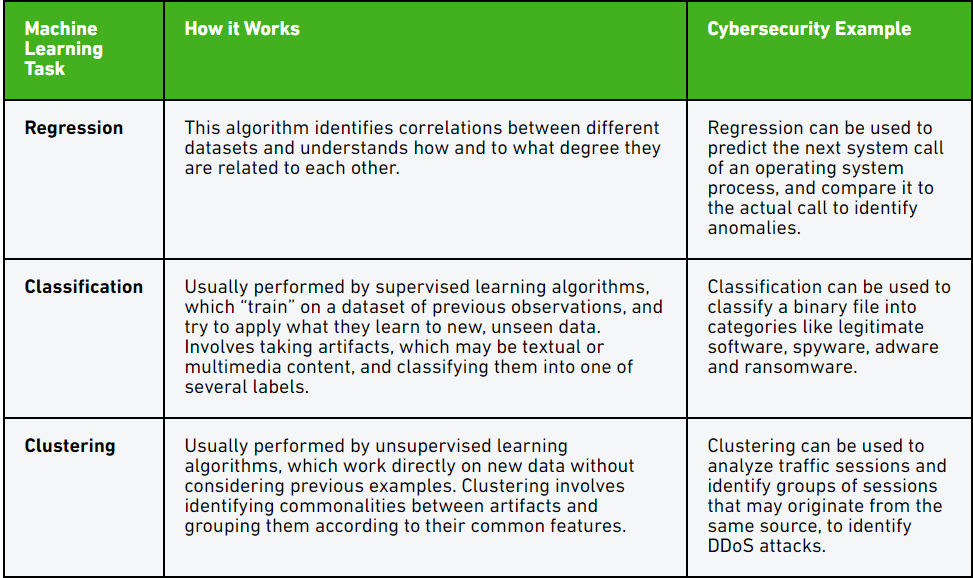 Machine
Learning
Task
How it Works
Cybersecurity Example
Regression
This algorithm identifies correlations between different
datasets and understands how and to what degree they
are related to each other.
Regression can be used to
predict the next system call
of an operating system
process, and compare it to
the actual call to identify
anomalies.
Classification
Usually performed by supervised learning algorithms,
which “train” on a dataset of previous observations, and
try to apply what they learn to new, unseen data.
Involves taking artifacts, which may be textual or
multimedia content, and classifying them into one of
several labels.
Classification can be used to
classify a binary file into
categories like legitimate
software, spyware, adware
and ransomware.
Clustering
Usually performed by unsupervised learning
algorithms, which work directly on new data without
considering previous examples. Clustering involves
identifying commonalities between artifacts and
grouping them according to their common features.
Clustering can be used to
analyze traffic sessions and
identify groups of sessions
that may originate from the
same source, to identify
DDoS attacks.